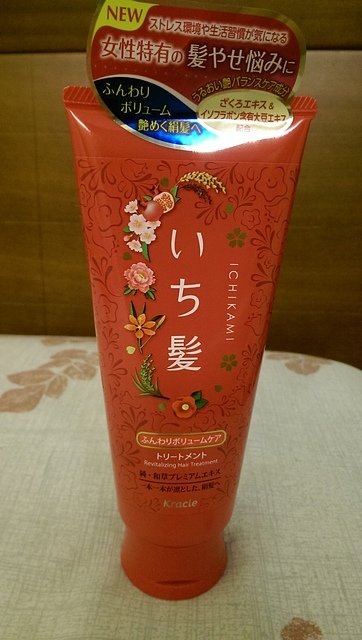 NEW
ストレス環境や生活習慣が気になる
女性特有の髪やせ悩みに
ふんわり
ボリューム
艶めく絹髪へ
うるおい艶バランスケア成分
ざくろエキス&
イソフラボン含有大豆エキス
配合
いち髪
ICHIKAMI
ふんわりボリュームケア
トリートメント
Revitalizing Hair Treatment
純・和草プレミアムエキス
一本一本が凛とした、絹髪へ
Kracie